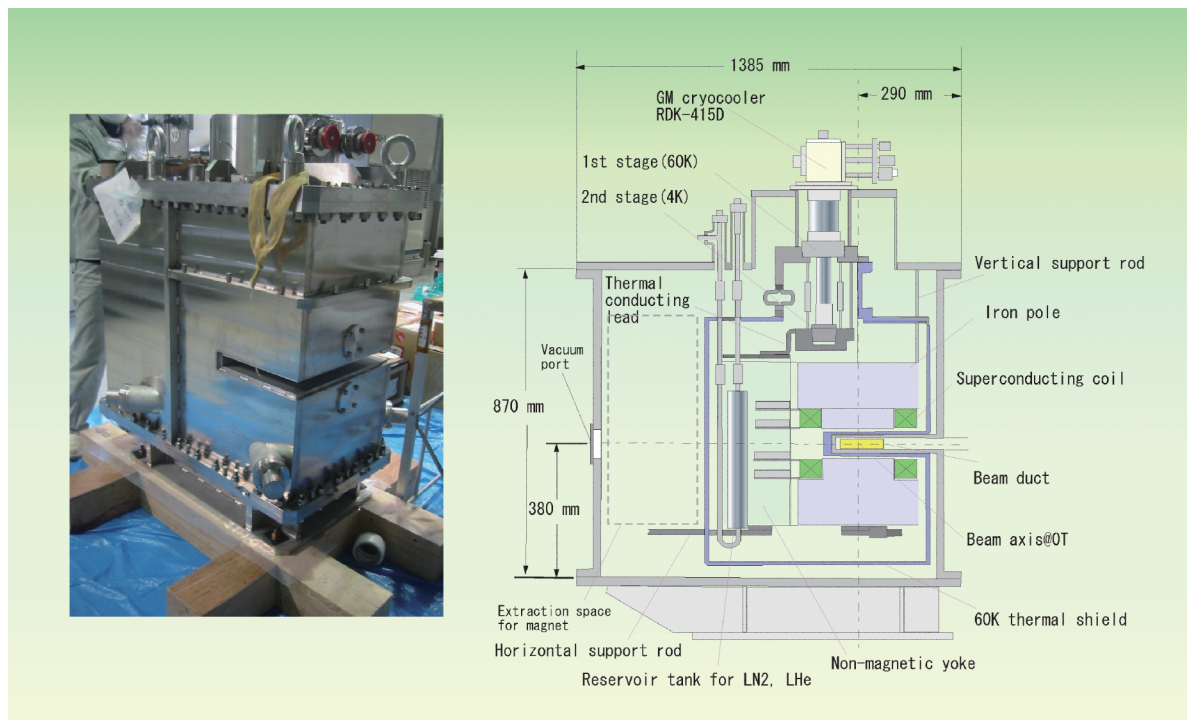 1385 mm
GM cryocooler
RDK-415D
290 mm
1st stage(60K)
2nd stage(4K)
Thermal
conducting
lead
Vertical support rod
Iron pole
Vacuum
port
Superconducting coil
870 mm
380 mm
Beam duct
Beam axis@0T
Extraction space
for magnet
60K thermal shield
Horizontal support rod
Non-magnetic yoke
Reservoir tank for LN2, LHe